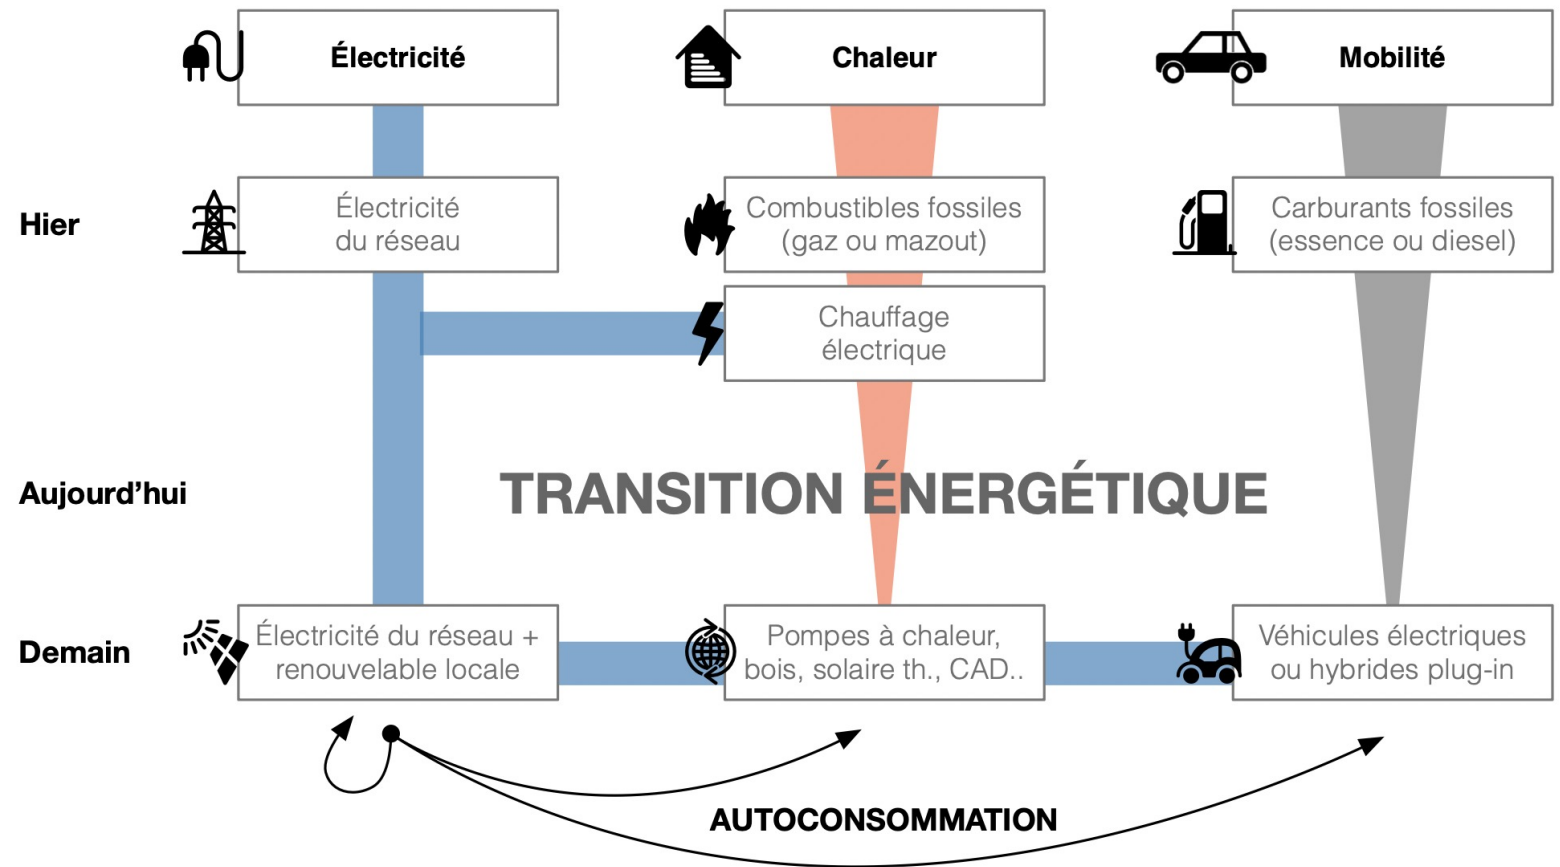 Électricité
Chaleur
Mobilité
Hier
Électricité
du réseau
Combustibles fossiles
(gaz ou mazout)
Carburants fossiles
(essence ou diesel)
Chauffage
électrique
Aujourd’hui
TRANSITION ÉNERGÉTIQUE
Demain
Électricité du réseau +
renouvelable locale
Pompes à chaleur,
bois, solaire th., CAD..
Véhicules électriques
ou hybrides plug-in
AUTOCONSOMMATION